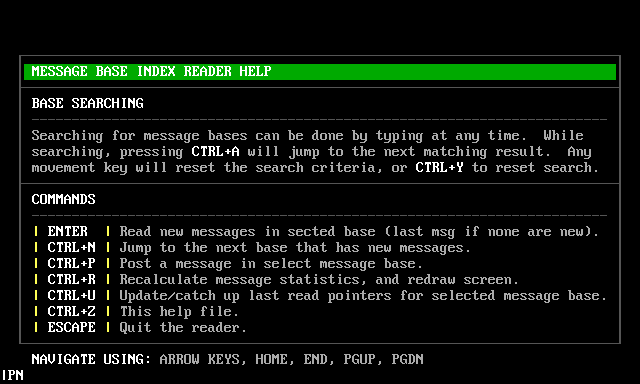 MESSAGE BASE INDEX READER HELP
BASE SEARCHING
Searching for message bases can be done by typing at any time. While
searching, pressing CTRL+A will jump to the next matching result. Any
movement key will reset the search criteria, or CTRL+Y to reset search.
COMMANDS
| ENTER | Read new messages in sected base (last msg if none are new).
| CTRL+N | Jump to the next base that has new messages.
| CTRL+P | Post a message in select message base.
| CTRL+R | Recalculate message statistics, and redraw screen.
| CTRL+U | Update/catch up last read pointers for selected message base.
| CTRL+Z | This help file.
| ESCAPE | Quit the reader.
NAVIGATE USING: ARROW KEYS, HOME, END, PGUP, PGDN
|PN